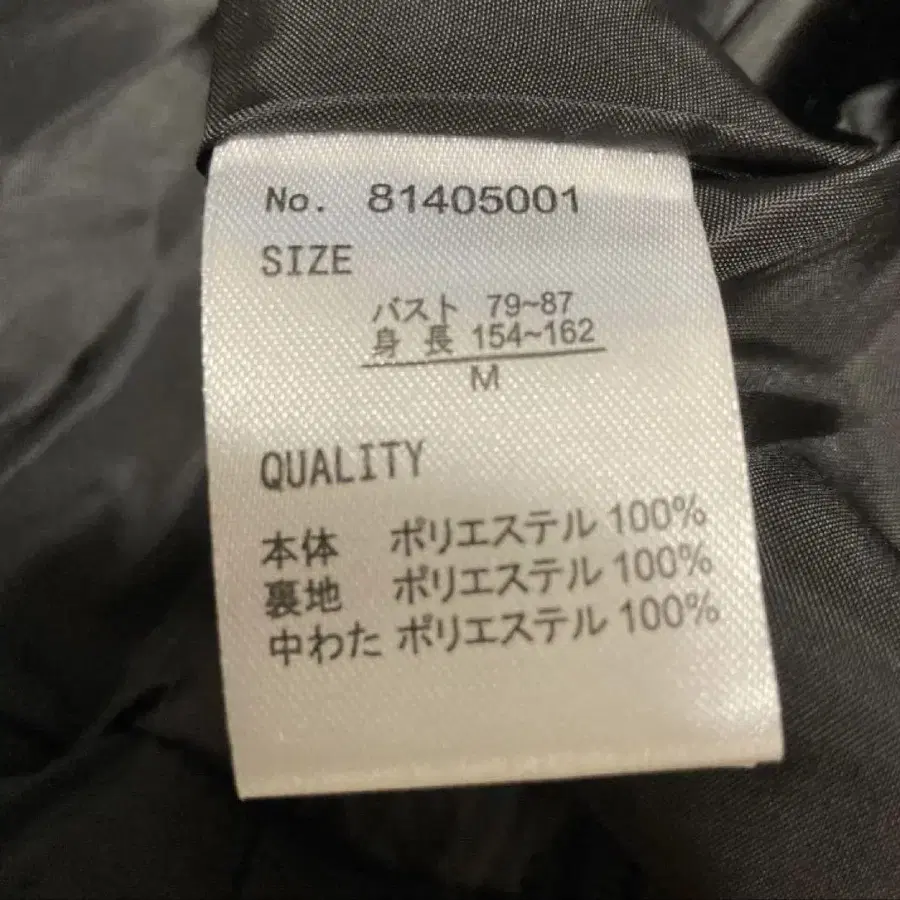 No. 81405001
SIZE
バスト 79~87
身 長 154~162
M
QUALITY
本体 ポリエステル 100%
裏地 ポリエステル 100%
中わた ポリエステル 100%